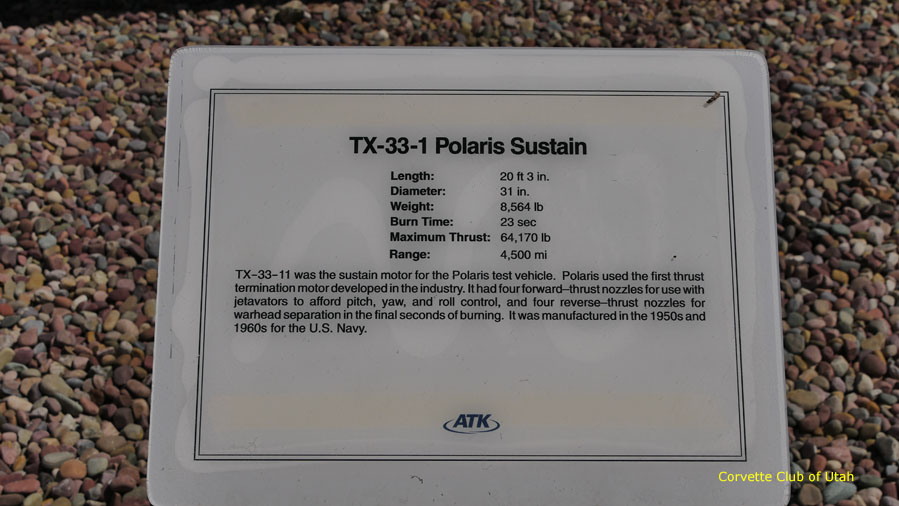 TX-33-1 Polaris Sustain
Length: 20 ft 3 in.
Diameter: 31 in.
Weight: 8,564 lb
Burn Time: 23 sec
Maximum Thrust: 64,170 lb
Range: 4,500 mi
TX-33-11 was the sustain motor for the Polaris test vehicle. Polaris used the first thrust
termination motor developed in the industry. It had four forward-thrust nozzles for use with
jetavators to afford pitch, yaw, and roll control, and four reverse-thrust nozzles for
warhead separation in the final seconds of burning. It was manufactured in the 1950s and
1960s for the U.S. Navy.
ATK
Corvette Club of Utah